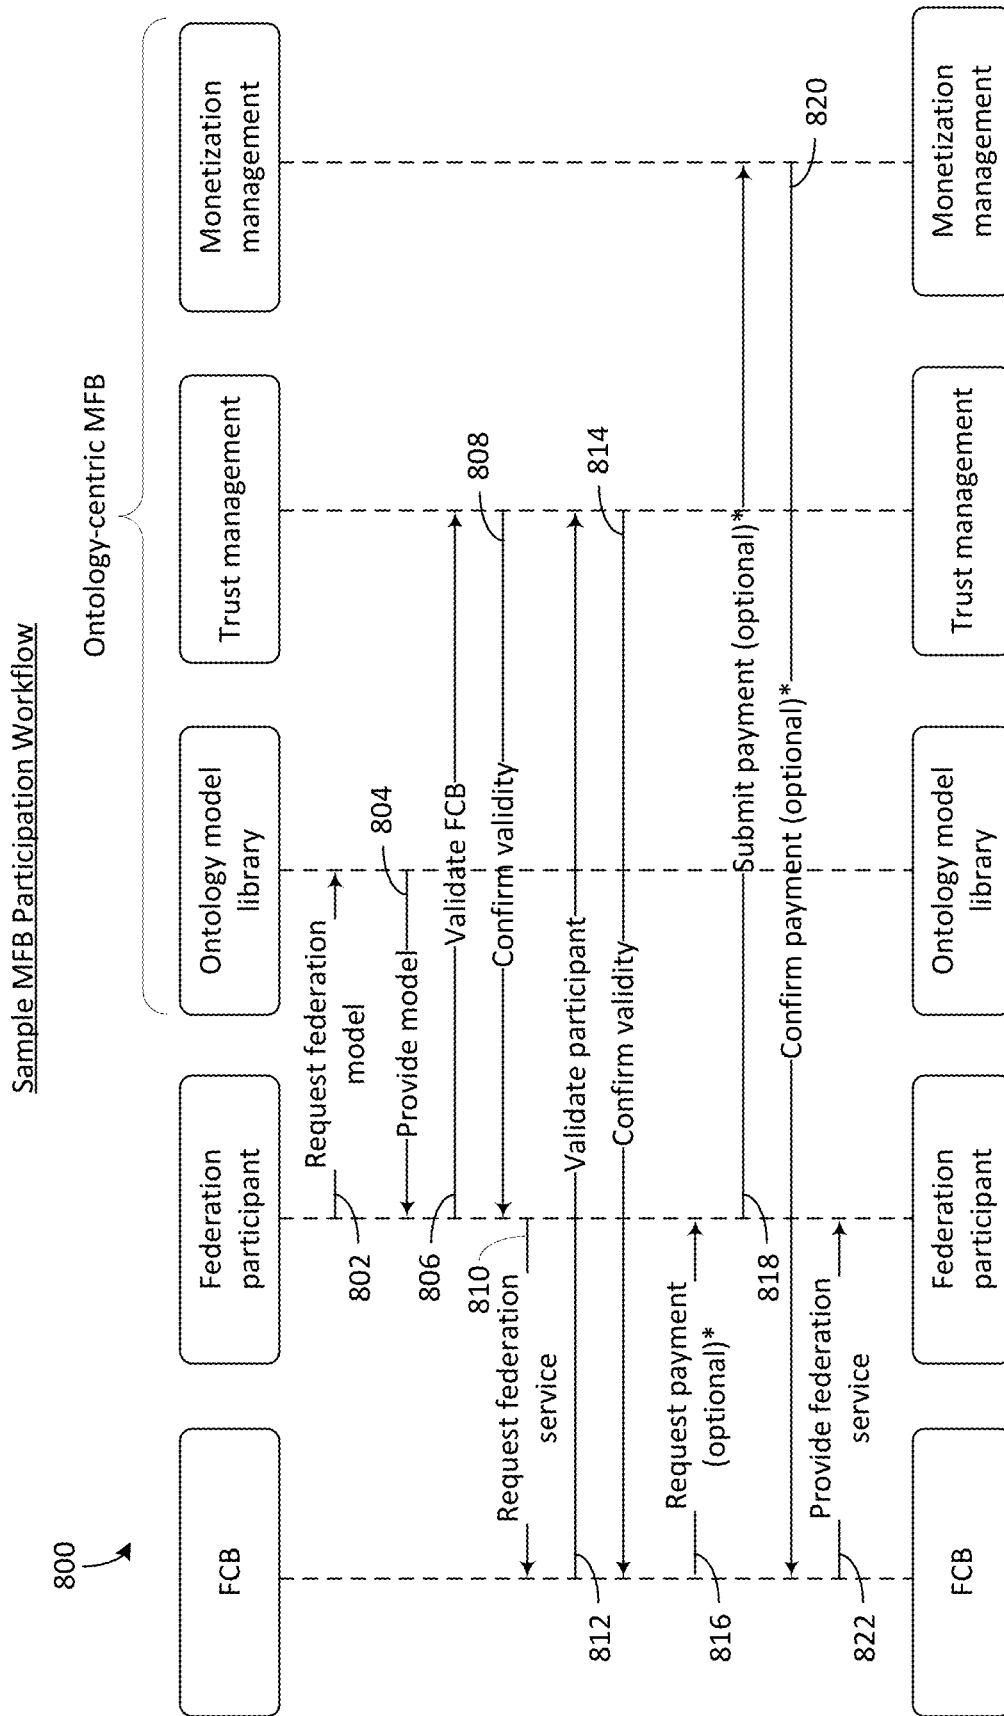 Sample MFB Participation Workflow
800
Ontology-centric MFB
FCB
Federation
participant
Ontology model
library
Trust management
Monetization
management
Request federation
model
802
Provide model
804
Validate FCB
806
Confirm validity
808
810
Request federation
service
Validate participant
812
Confirm validity
814
Request payment
(optional)*
816
Submit payment (optional)*
818
Confirm payment (optional)*
820
Provide federation
service
822
FCB
Federation
participant
Ontology model
library
Trust management
Monetization
management